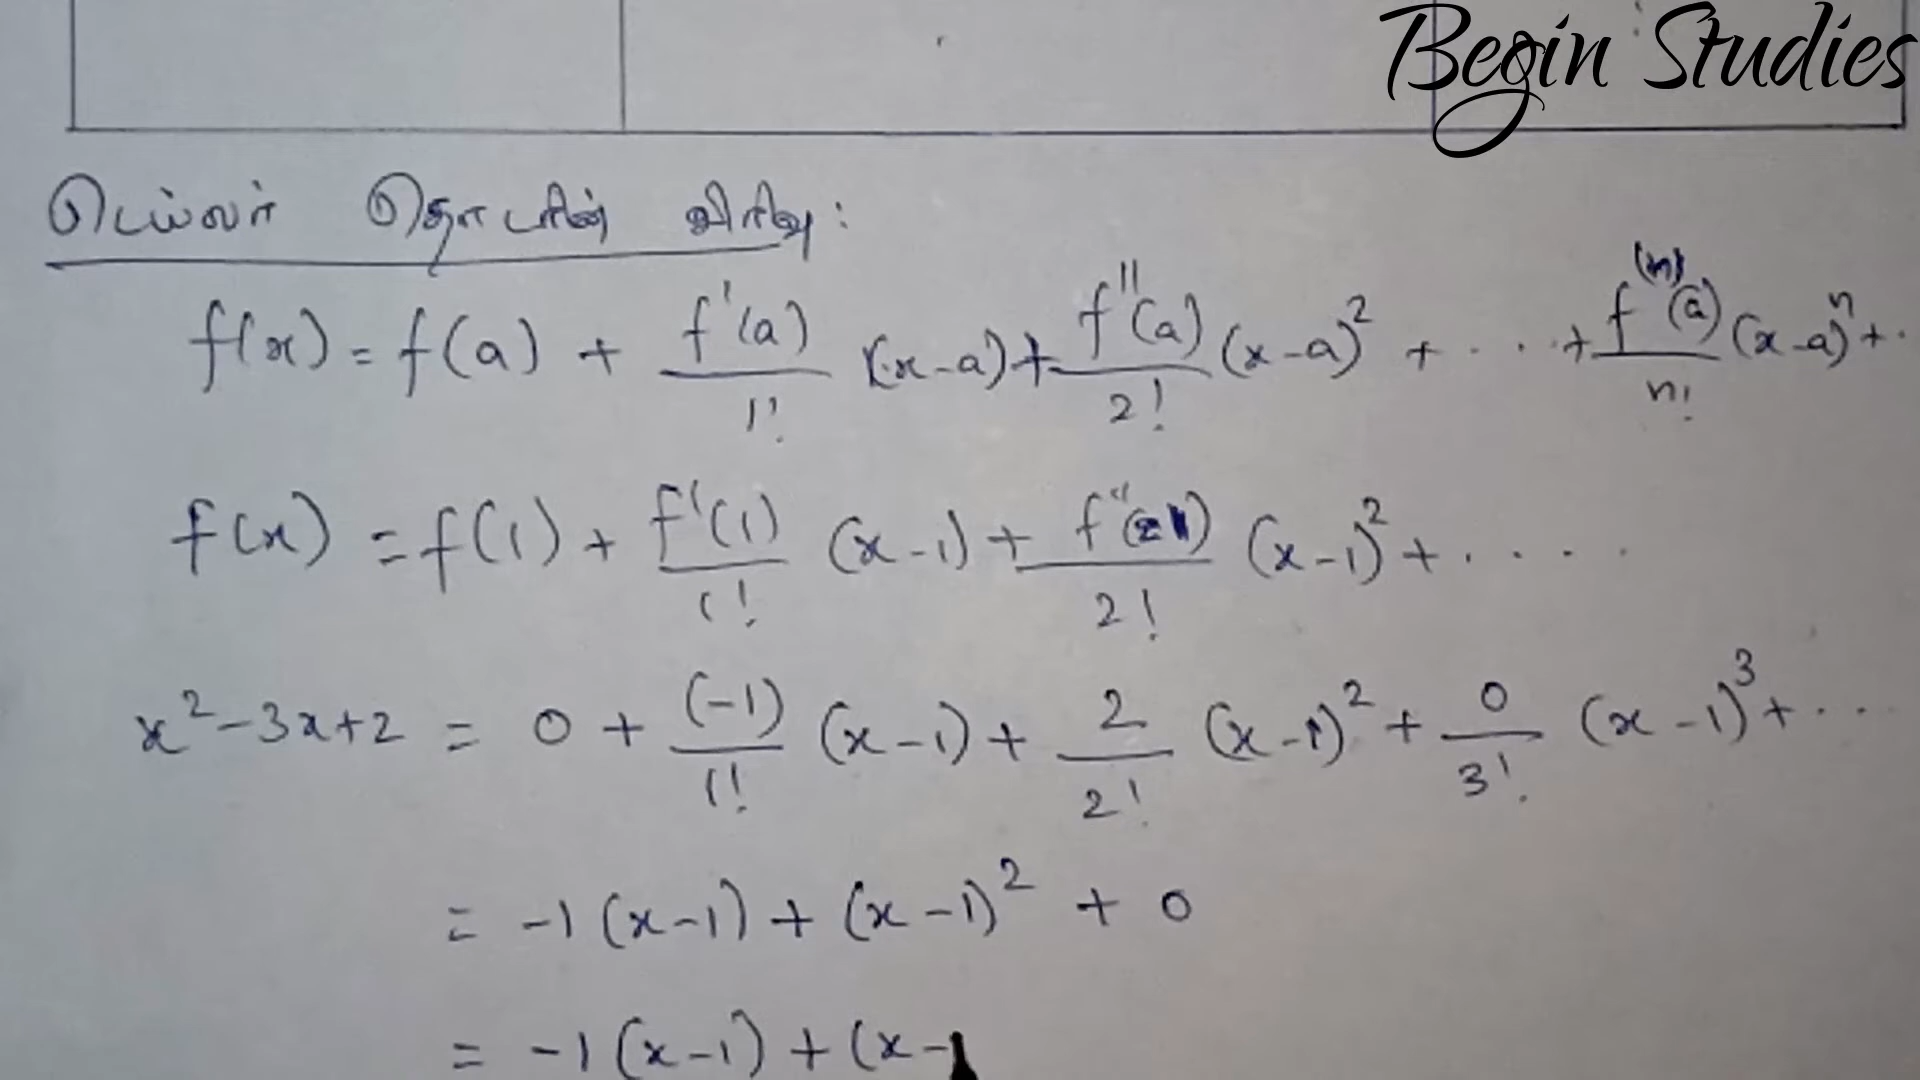 Begin Studies
டெய்லர் தொடரின் விரிவு :
f(x) = f(a) + f'(a)/1! (x-a) + f''(a)/2! (x-a)² + . . . + f⁽ⁿ⁾(a)/n! (x-a)ⁿ + . .
f(x) = f(1) + f'(1)/1! (x-1) + f''(1)/2! (x-1)² + . . . . .
x² - 3x + 2 = 0 + (-1)/1! (x-1) + 2/2! (x-1)² + 0/3! (x-1)³ + . . .
= -1 (x-1) + (x-1)² + 0
= -1 (x-1) + (x-